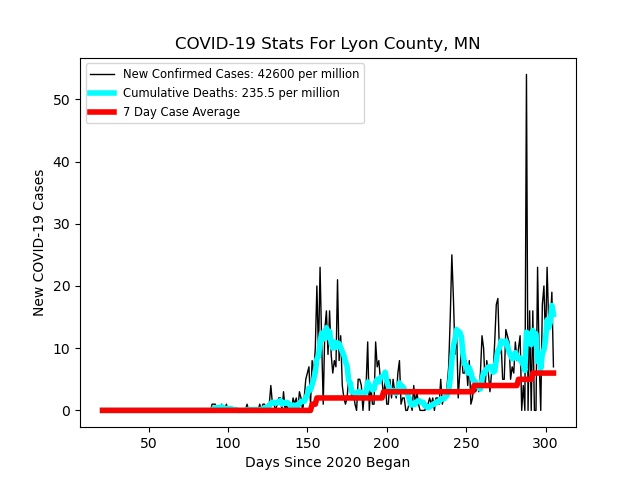 COVID-19 Stats For Lyon County, MN
New Confirmed Cases: 42600 per million
Cumulative Deaths: 235.5 per million
7 Day Case Average
New COVID-19 Cases
50
40
30
20
10
0
50 100 150 200 250 300
Days Since 2020 Began